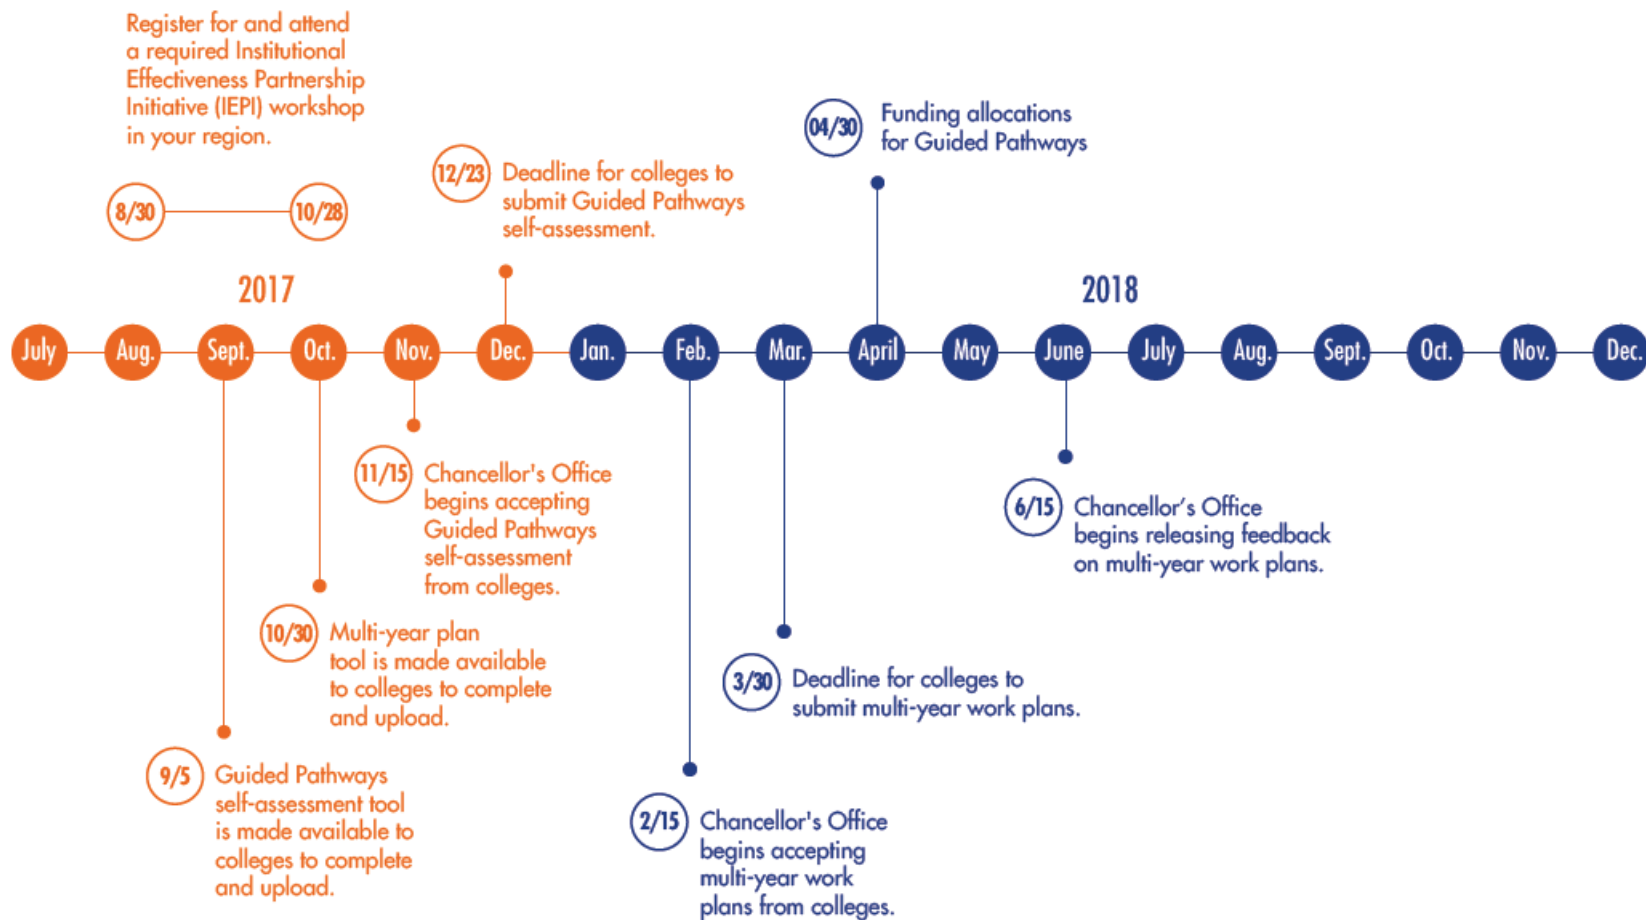 Register for and attend
a required Institutional
Effectiveness Partnership
Initiative (IEPI) workshop
in your region.
8/30
10/28
12/23
Deadline for colleges to
submit Guided Pathways
self-assessment.
04/30
Funding allocations
for Guided Pathways
2017
2018
July
Aug.
Sept.
Oct.
Nov.
Dec.
Jan.
Feb.
Mar.
April
May
June
July
Aug.
Sept.
Oct.
Nov.
Dec.
11/15
Chancellor's Office
begins accepting
Guided Pathways
self-assessment
from colleges.
10/30
Multi-year plan
tool is made available
to colleges to complete
and upload.
9/5
Guided Pathways
self-assessment tool
is made available to
colleges to complete
and upload.
6/15
Chancellor’s Office
begins releasing feedback
on multi-year work plans.
3/30
Deadline for colleges to
submit multi-year work plans.
2/15
Chancellor's Office
begins accepting
multi-year work
plans from colleges.